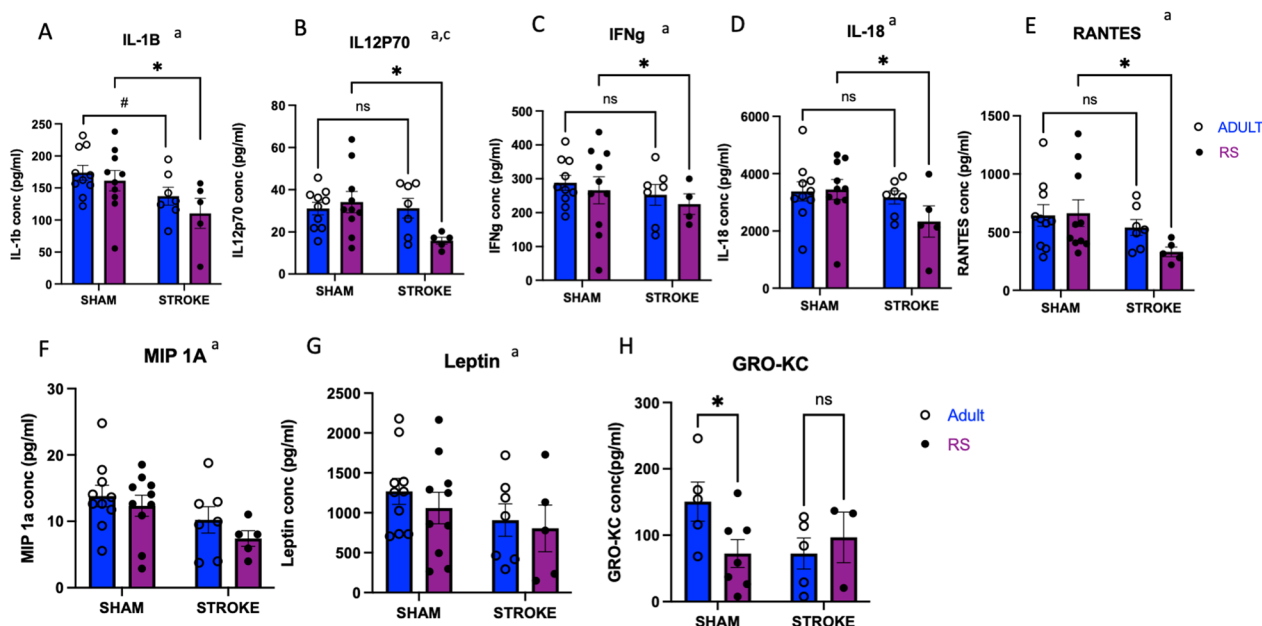 A
IL-1B a
*
#
IL-1b conc (pg/ml)
250
200
150
100
50
0
SHAM
STROKE
B
IL12P70 a,c
*
ns
IL12p70 conc (pg/ml)
80
60
40
20
0
SHAM
STROKE
C
IFNg a
*
ns
IFNg conc (pg/ml)
500
400
300
200
100
0
SHAM
STROKE
D
IL-18 a
*
ns
IL-18 conc (pg/ml)
6000
4000
2000
0
SHAM
STROKE
E
RANTES a
*
ns
RANTES conc (pg/ml)
1500
1000
500
0
SHAM
STROKE
ADULT
RS
F
MIP 1A a
MIP 1a conc (pg/ml)
30
20
10
0
SHAM
STROKE
G
Leptin a
Leptin conc (pg/ml)
2500
2000
1500
1000
500
0
SHAM
STROKE
H
GRO-KC
*
ns
GRO-KC conc(pg/ml)
300
200
100
0
SHAM
STROKE
Adult
RS